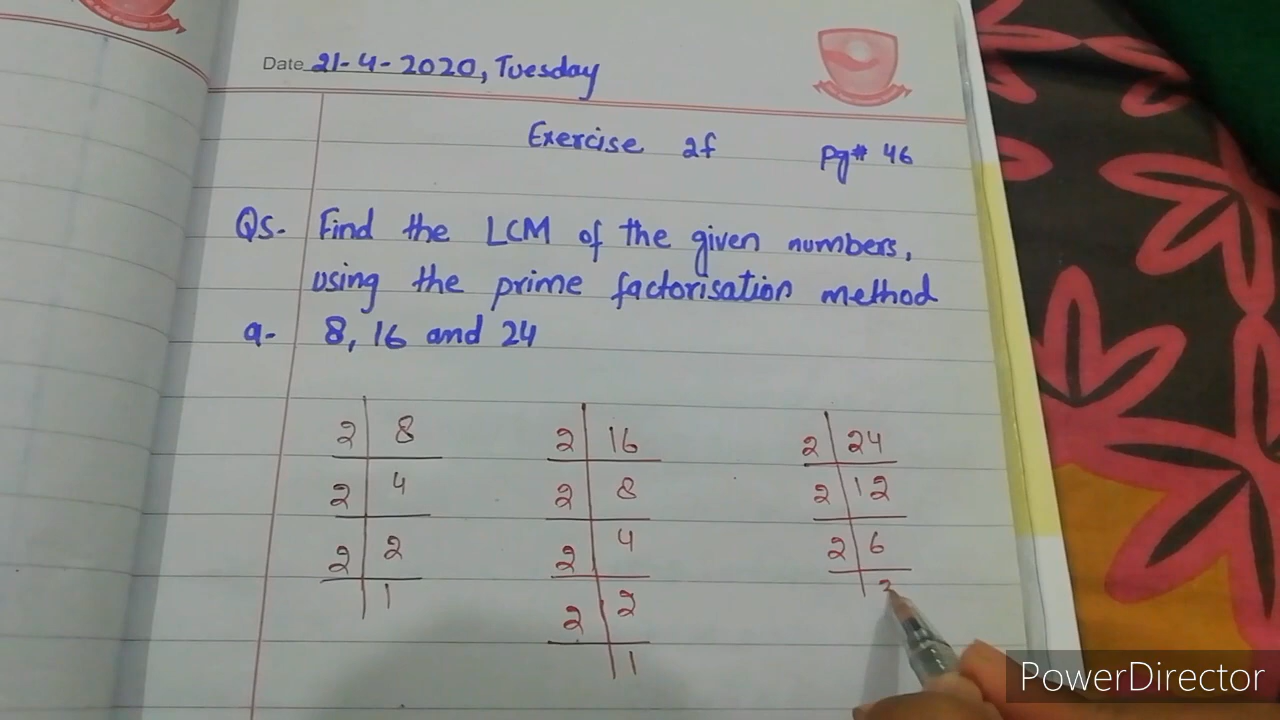 Date 21-4-2020, Tuesday
Exercise 2f pg# 46
Q5. Find the LCM of the given numbers,
using the prime factorisation method
a- 8, 16 and 24
2 8
2 4
2 2
1
2 16
2 8
2 4
2 2
1
2 24
2 12
2 6
3
PowerDirector